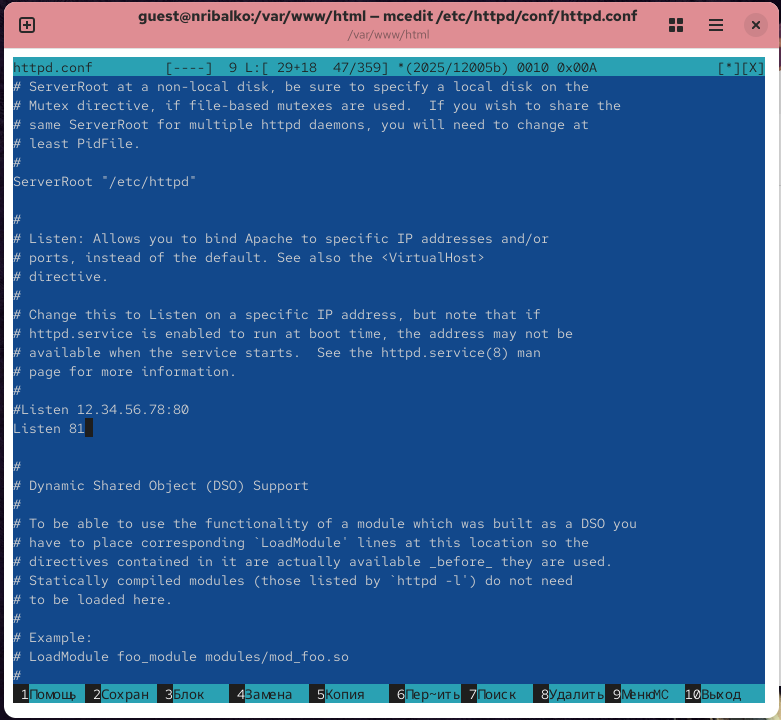 guest@nribalko:/var/www/html — mcedit /etc/httpd/conf/httpd.conf
/var/www/html
httpd.conf         [----]  9 L:[ 29+18  47/359] *(2025/12005b) 0010 0x00A               [*][X]
# ServerRoot at a non-local disk, be sure to specify a local disk on the
# Mutex directive, if file-based mutexes are used.  If you wish to share the
# same ServerRoot for multiple httpd daemons, you will need to change at
# least PidFile.
#
ServerRoot "/etc/httpd"

#
# Listen: Allows you to bind Apache to specific IP addresses and/or
# ports, instead of the default. See also the <VirtualHost>
# directive.
#
# Change this to Listen on a specific IP address, but note that if
# httpd.service is enabled to run at boot time, the address may not be
# available when the service starts.  See the httpd.service(8) man
# page for more information.
#
#Listen 12.34.56.78:80
Listen 81

#
# Dynamic Shared Object (DSO) Support
#
# To be able to use the functionality of a module which was built as a DSO you
# have to place corresponding `LoadModule' lines at this location so the
# directives contained in it are actually available _before_ they are used.
# Statically compiled modules (those listed by `httpd -l') do not need
# to be loaded here.
#
# Example:
# LoadModule foo_module modules/mod_foo.so
#
1Помощь 2Сохран 3Блок 4Замена 5Копия 6Пер~ить 7Поиск 8Удалить 9МенюMC 10Выход